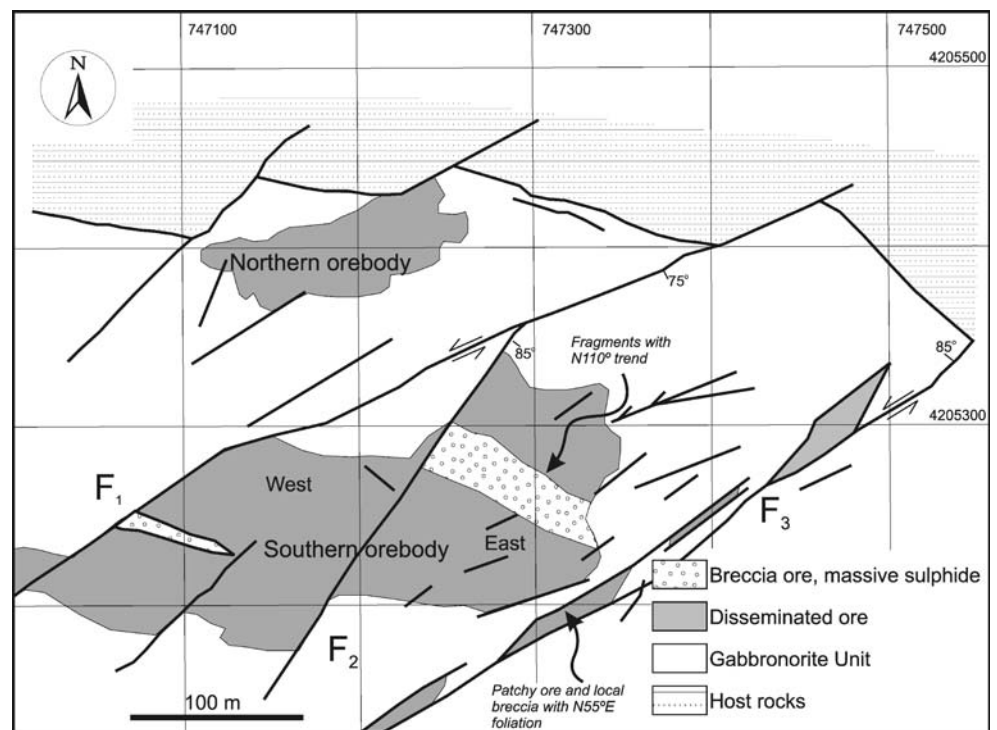 747100
747300
747500
4205500
N
Northern orebody
75°
85°
Fragments with
N110º trend
85°
4205300
West
F1
Southern orebody
East
F3
F2
Breccia ore, massive sulphide
Disseminated ore
Gabbronorite Unit
Host rocks
100 m
Patchy ore and local
breccia with N55ºE
foliation